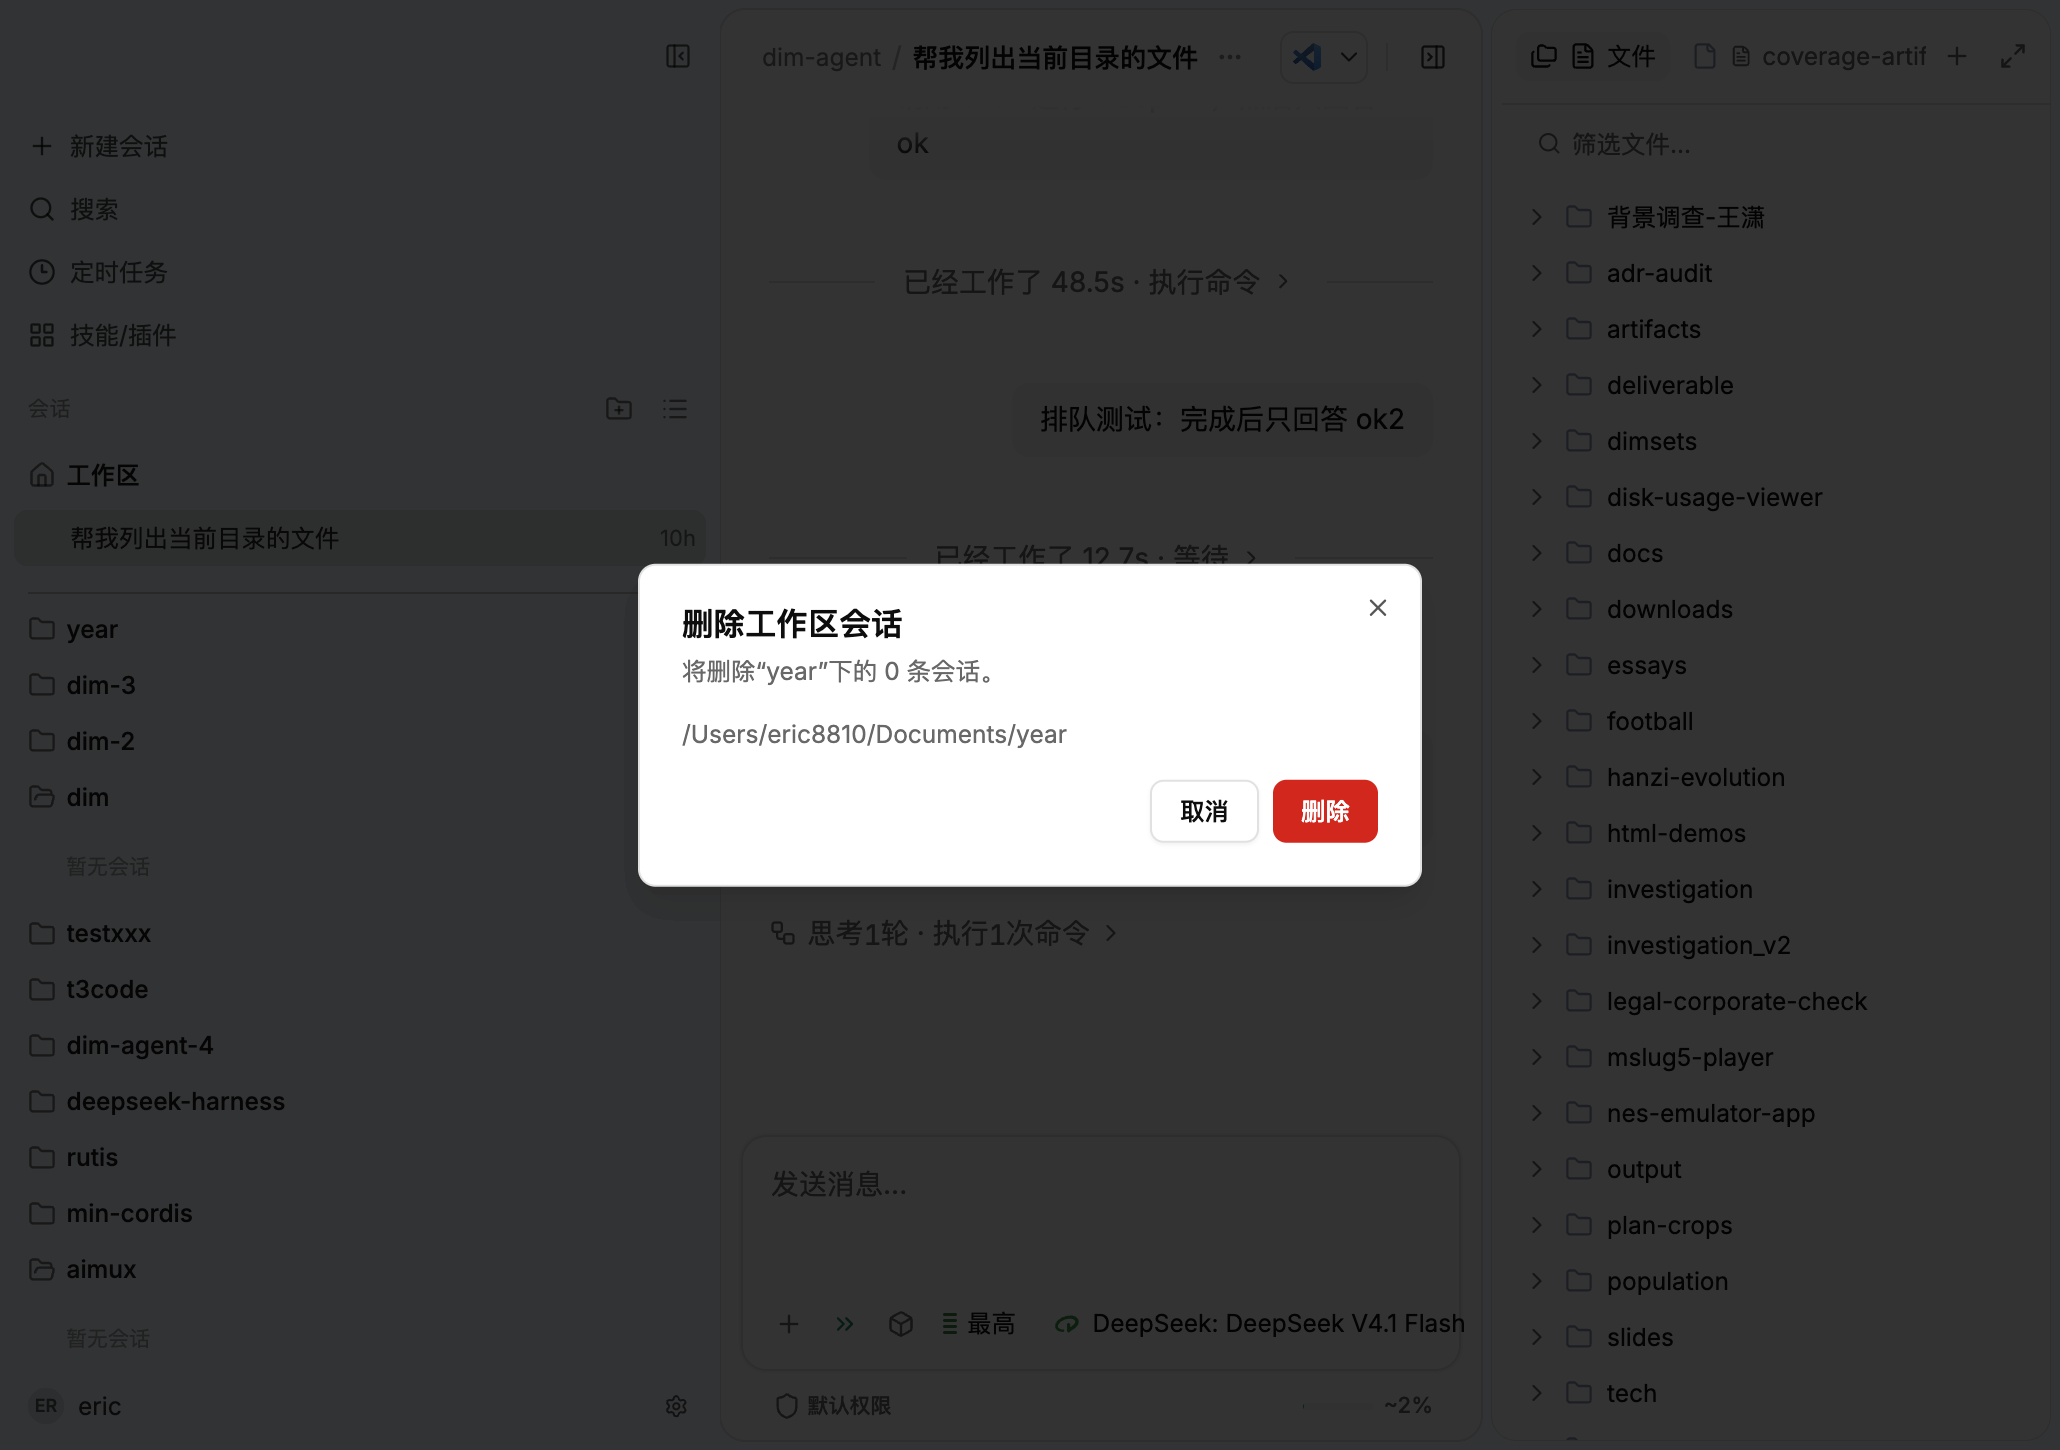 新建会话
搜索
定时任务
技能/插件
会话
工作区
帮我列出当前目录的文件 10h
year
dim-3
dim-2
dim
暂无会话
testxxx
t3code
dim-agent-4
deepseek-harness
rutis
min-cordis
aimux
暂无会话
ER eric
dim-agent / 帮我列出当前目录的文件 ···
ok
已经工作了 48.5s · 执行命令 >
排队测试：完成后只回答 ok2
已经工作了 12.7s · 等待 >
删除工作区会话
将删除“year”下的 0 条会话。
/Users/eric8810/Documents/year
取消 删除
思考1轮 · 执行1次命令 >
发送消息...
最高 DeepSeek: DeepSeek V4.1 Flash
默认权限 ~2%
文件 coverage-artif
筛选文件...
背景调查-王潇
adr-audit
artifacts
deliverable
dimsets
disk-usage-viewer
docs
downloads
essays
football
hanzi-evolution
html-demos
investigation
investigation_v2
legal-corporate-check
mslug5-player
nes-emulator-app
output
plan-crops
population
slides
tech